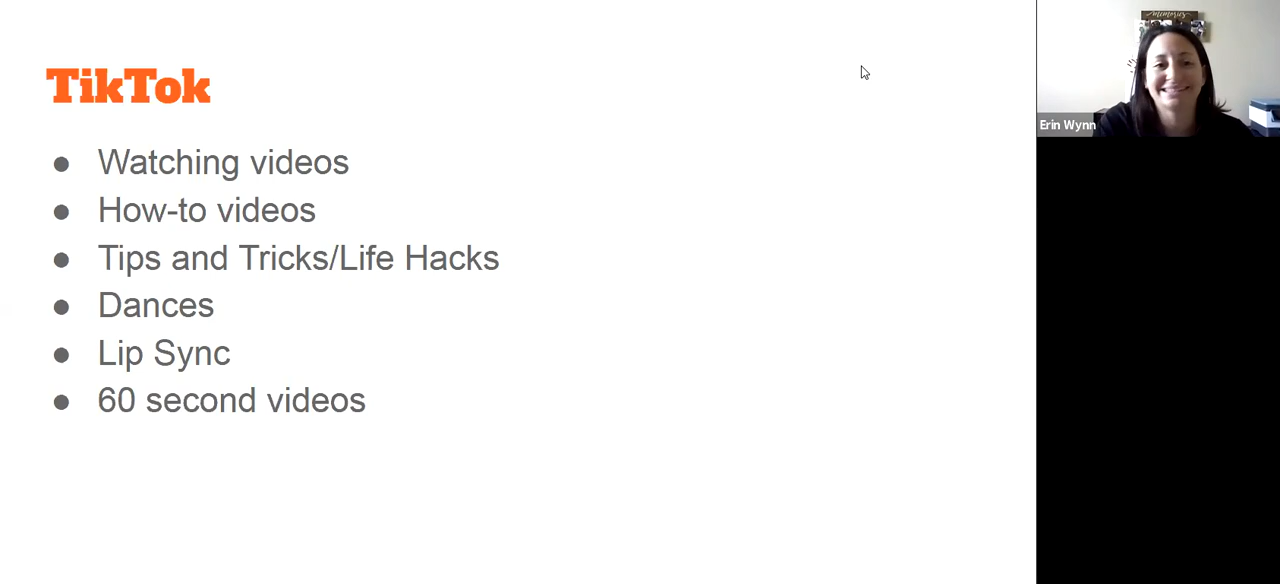 TikTok
● Watching videos
● How-to videos
● Tips and Tricks/Life Hacks
● Dances
● Lip Sync
● 60 second videos
memories
Erin Wynn